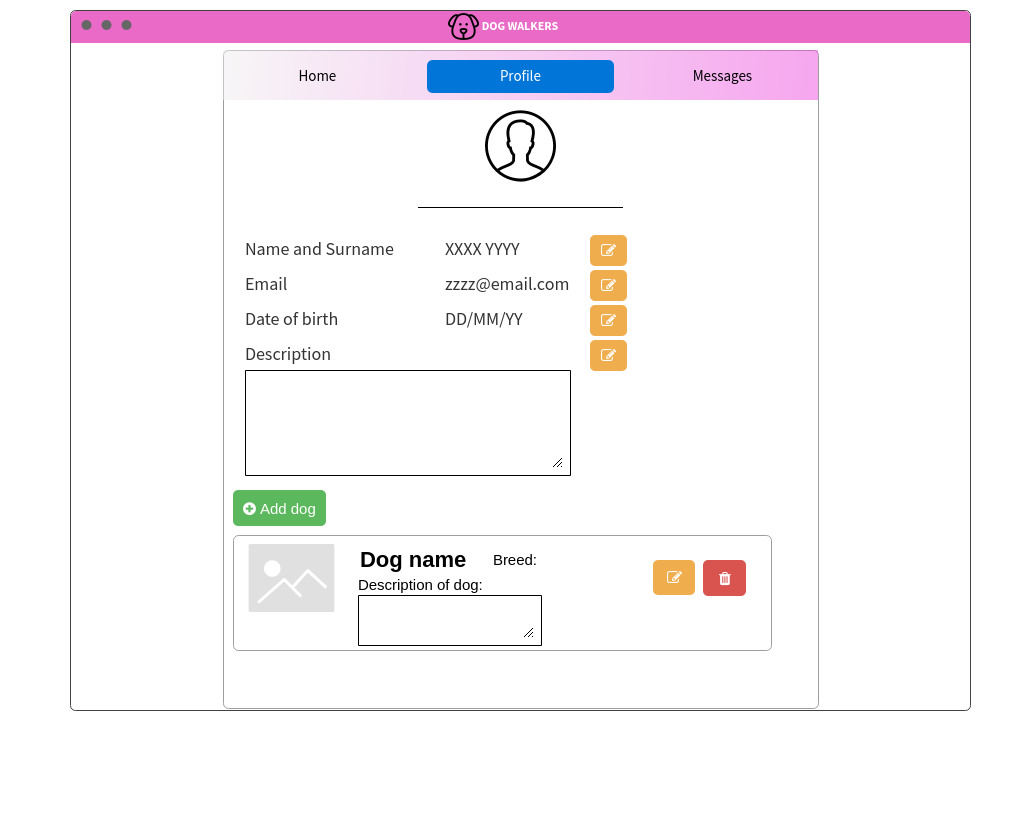 DOG WALKERS
Home Profile Messages
Name and Surname XXXX YYYY
Email zzzz@email.com
Date of birth DD/MM/YY
Description
Add dog
Dog name Breed:
Description of dog: